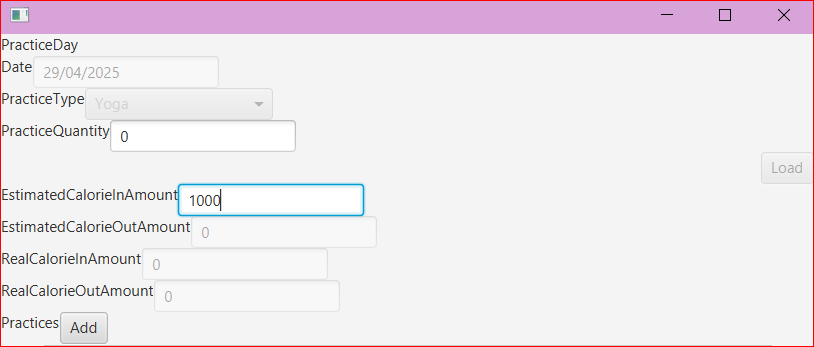 PracticeDay
Date 29/04/2025
PracticeType Yoga
PracticeQuantity 0
Load
EstimatedCalorieInAmount 1000
EstimatedCalorieOutAmount 0
RealCalorieInAmount 0
RealCalorieOutAmount 0
Practices Add